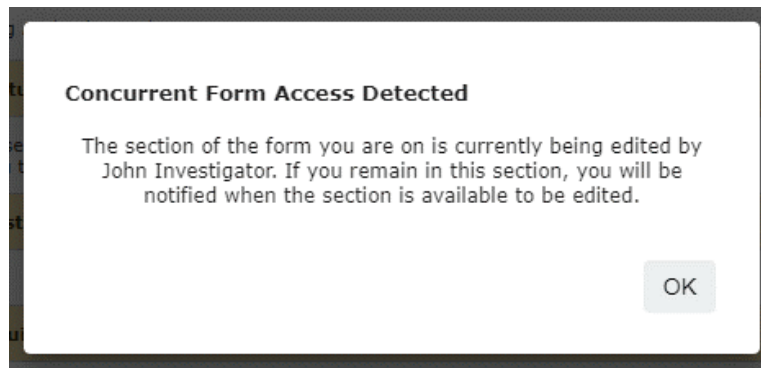 Concurrent Form Access Detected
The section of the form you are on is currently being edited by
John Investigator. If you remain in this section, you will be
notified when the section is available to be edited.
OK